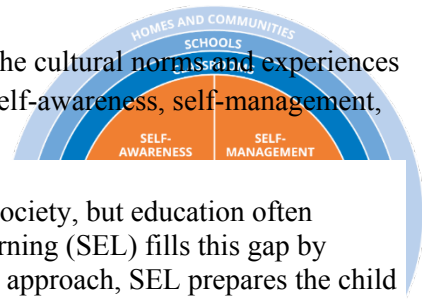 HOMES AND COMMUNITIES
SCHOOLS
he cultural norms and experiences
CLASSROOMS
elf-awareness, self-management,
SELF-
AWARENESS
SELF-
MANAGEMENT
ociety, but education often
rning (SEL) fills this gap by
approach, SEL prepares the child